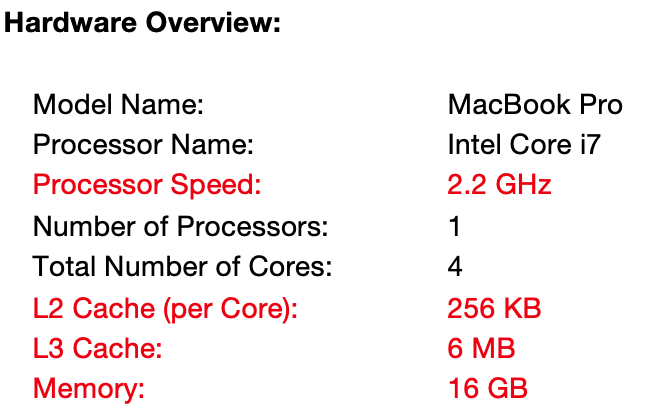 Hardware Overview:
Model Name: MacBook Pro
Processor Name: Intel Core i7
Processor Speed: 2.2 GHz
Number of Processors: 1
Total Number of Cores: 4
L2 Cache (per Core): 256 KB
L3 Cache: 6 MB
Memory: 16 GB